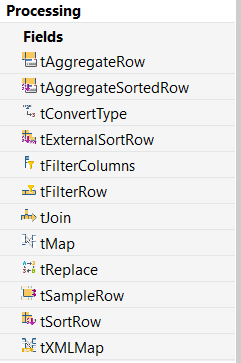 Processing
Fields
tAggregateRow
tAggregateSortedRow
tConvertType
tExternalSortRow
tFilterColumns
tFilterRow
tJoin
tMap
tReplace
tSampleRow
tSortRow
tXMLMap